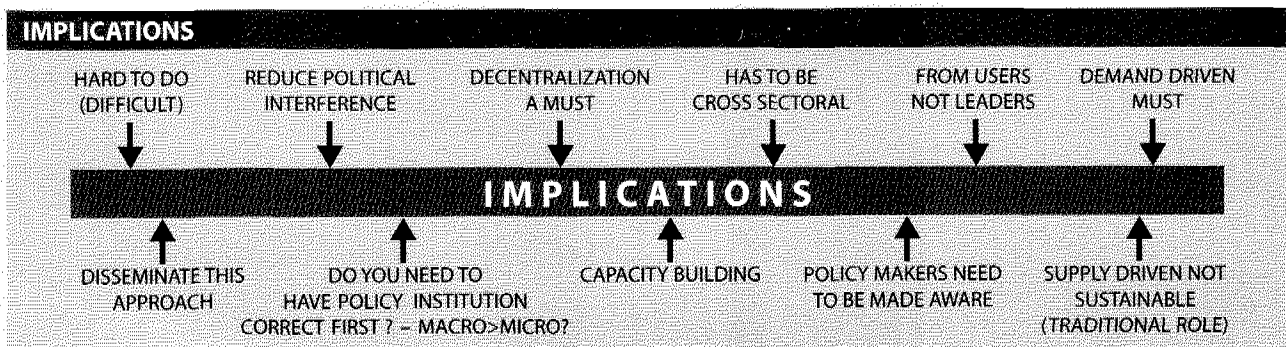 IMPLICATIONS
HARD TO DO
(DIFFICULT)
REDUCE POLITICAL
INTERFERENCE
DECENTRALIZATION
A MUST
HAS TO BE
CROSS SECTORAL
FROM USERS
NOT LEADERS
DEMAND DRIVEN
MUST
IMPLICATIONS
DISSEMINATE THIS
APPROACH
DO YOU NEED TO
HAVE POLICY INSTITUTION
CORRECT FIRST ? – MACRO>MICRO?
CAPACITY BUILDING
POLICY MAKERS NEED
TO BE MADE AWARE
SUPPLY DRIVEN NOT
SUSTAINABLE
(TRADITIONAL ROLE)